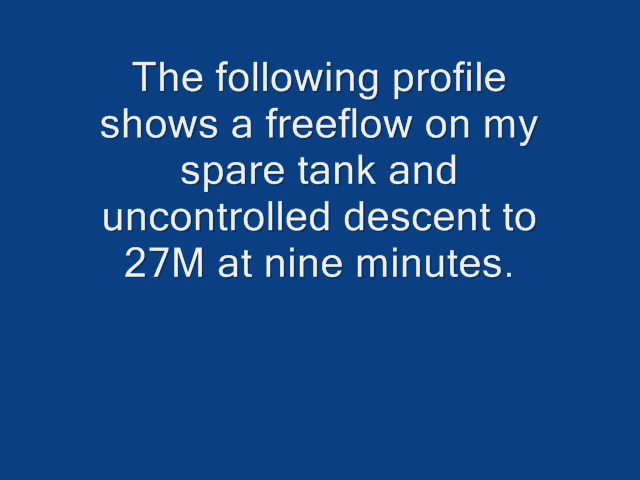 The following profile
shows a freeflow on my
spare tank and
uncontrolled descent to
27M at nine minutes.